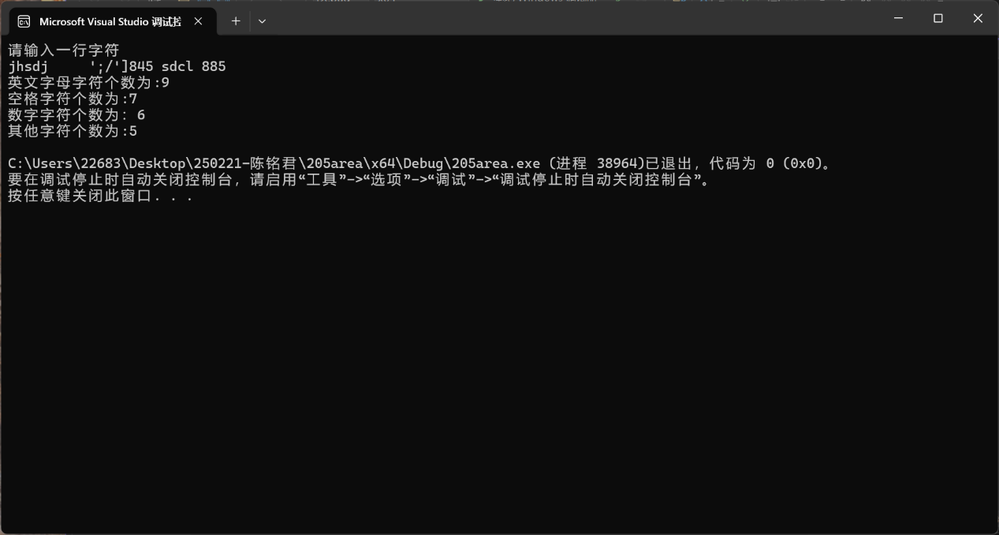 Microsoft Visual Studio 调试控
请输入一行字符
jhsdj     ';/']845 sdcl 885
英文字母字符个数为:9
空格字符个数为:7
数字字符个数为: 6
其他字符个数为:5
C:\Users\22683\Desktop\250221-陈铭君\205area\x64\Debug\205area.exe (进程 38964)已退出，代码为 0 (0x0)。
要在调试停止时自动关闭控制台，请启用“工具”->“选项”->“调试”->“调试停止时自动关闭控制台”。
按任意键关闭此窗口. . .